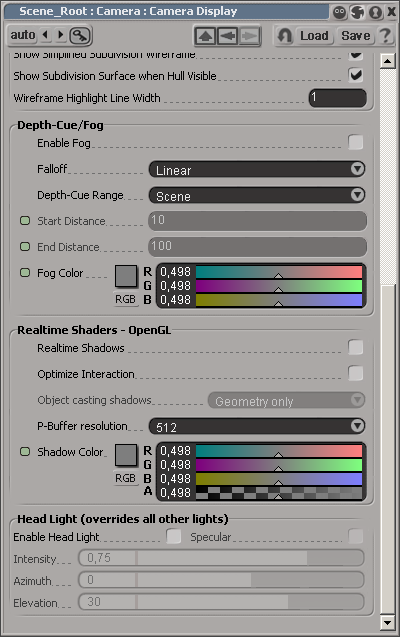 Scene_Root : Camera : Camera Display
auto Load Save ?
Show Simplified Subdivision Wireframe
Show Subdivision Surface when Hull Visible
Wireframe Highlight Line Width 1
Depth-Cue/Fog
Enable Fog
Falloff Linear
Depth-Cue Range Scene
Start Distance 10
End Distance 100
Fog Color R 0,498
G 0,498
RGB B 0,498
Realtime Shaders - OpenGL
Realtime Shadows
Optimize Interaction
Object casting shadows Geometry only
P-Buffer resolution 512
Shadow Color R 0,498
G 0,498
RGB B 0,498
A 0,498
Head Light (overrides all other lights)
Enable Head Light Specular
Intensity 0,75
Azimuth 0
Elevation 30